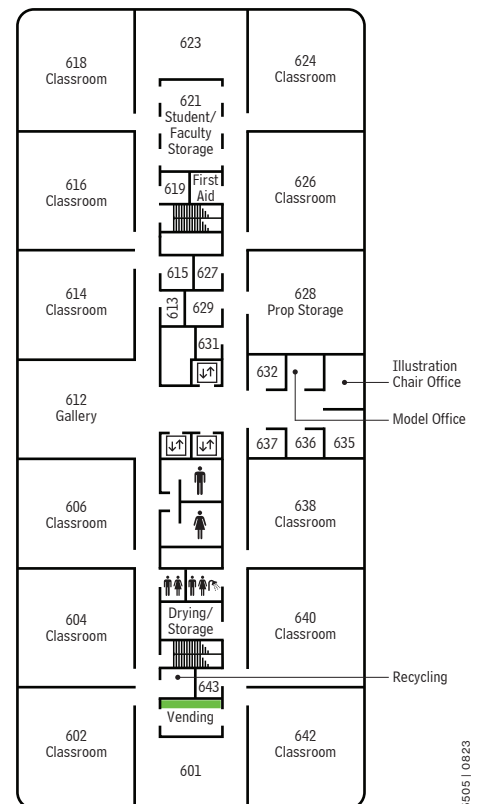 623
618
Classroom
624
Classroom
621
Student/
Faculty
Storage
616
Classroom
619
First
Aid
626
Classroom
615
627
614
Classroom
613
629
628
Prop Storage
631
632
Illustration
Chair Office
612
Gallery
Model Office
637
636
635
606
Classroom
638
Classroom
604
Classroom
Drying/
Storage
640
Classroom
643
Recycling
Vending
602
Classroom
642
Classroom
601
6505 | 0823